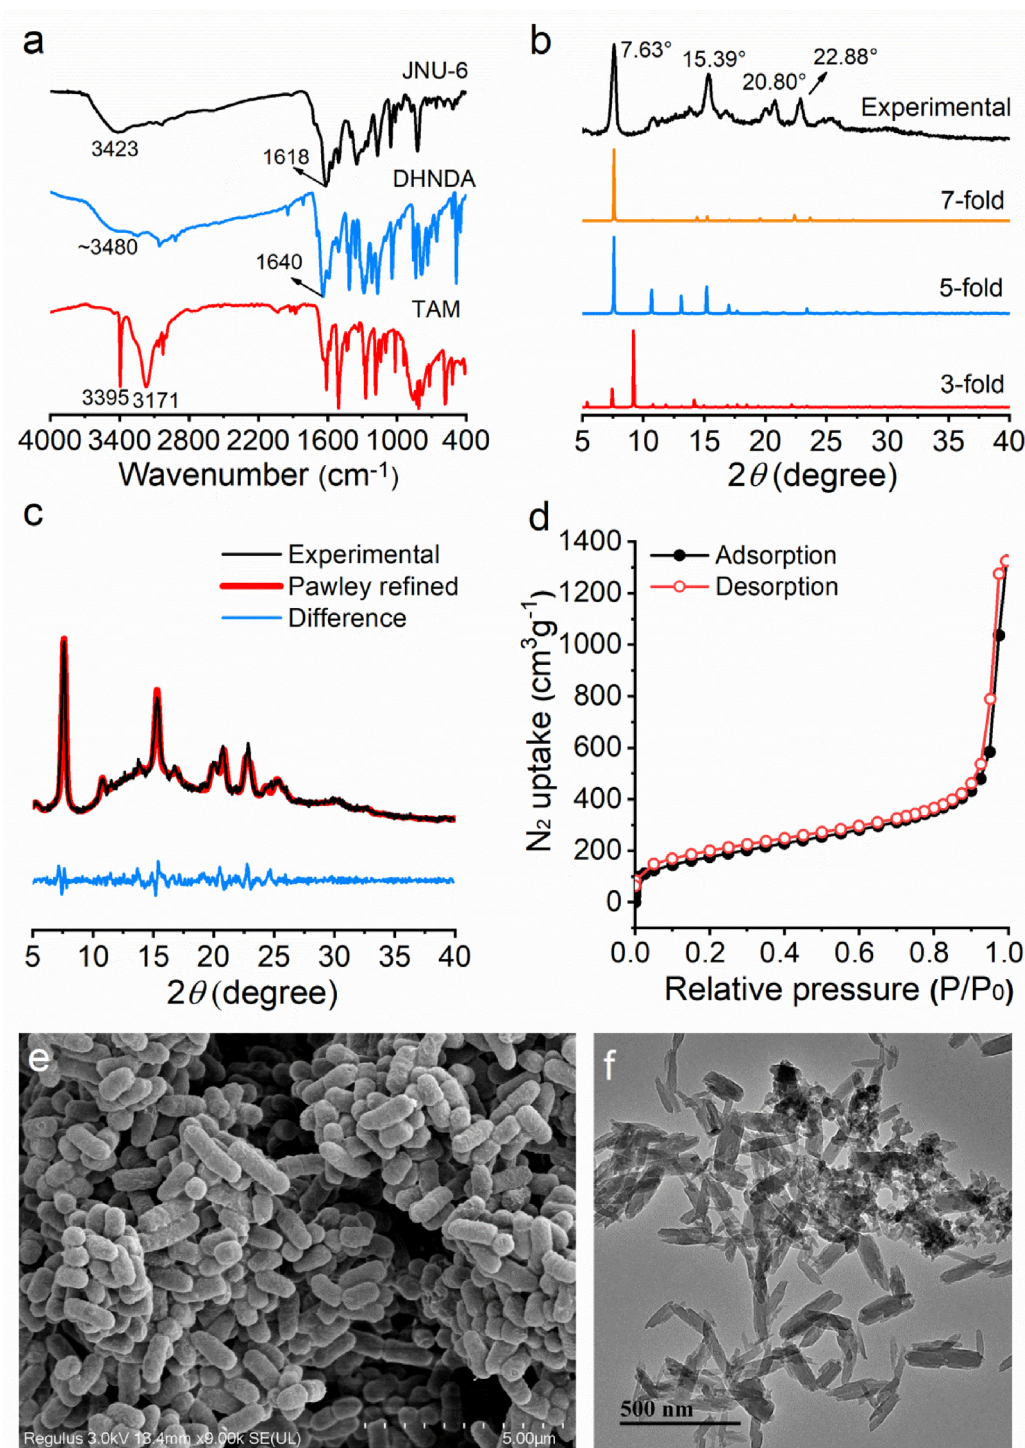 a
JNU-6
3423
1618
DHNDA
~3480
1640
TAM
3395
3171
4000 3400 2800 2200 1600 1000 400
Wavenumber (cm-1)
b
7.63°
15.39°
20.80°
22.88°
Experimental
7-fold
5-fold
3-fold
5 10 15 20 25 30 35 40
2θ (degree)
c
Experimental
Pawley refined
Difference
5 10 15 20 25 30 35 40
2θ (degree)
d
Adsorption
Desorption
1400
1200
1000
800
600
400
200
0
N2 uptake (cm3g-1)
0.0 0.2 0.4 0.6 0.8 1.0
Relative pressure (P/P0)
e
Regulus 3.0kV 13.4mm x9.00k SE(UL)
5.00μm
f
500 nm